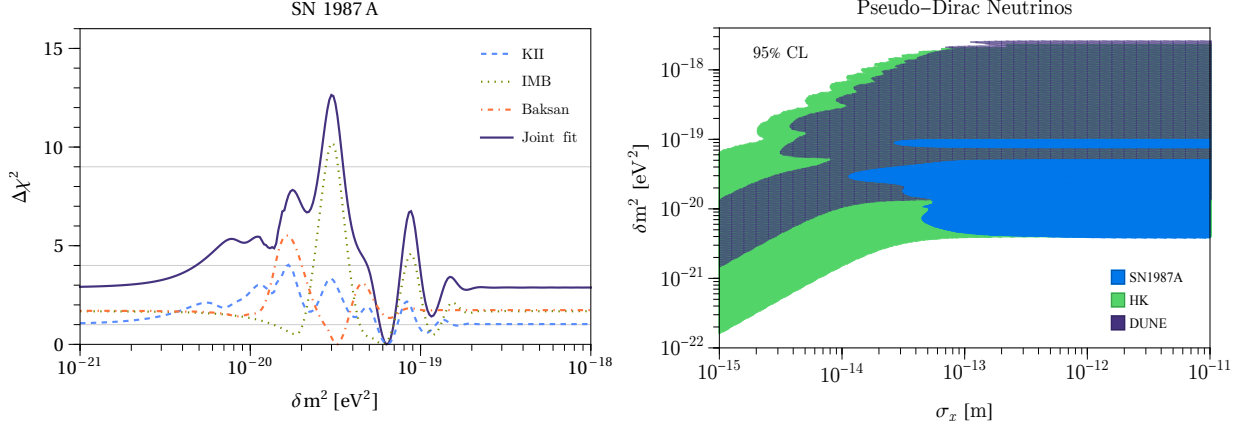 SN 1987A
KII
IMB
Baksan
Joint fit
15
10
5
0
Δχ²
10⁻²¹ 10⁻²⁰ 10⁻¹⁹ 10⁻¹⁸
δm² [eV²]
Pseudo−Dirac Neutrinos
95% CL
10⁻¹⁸
10⁻¹⁹
10⁻²⁰
10⁻²¹
10⁻²²
δm² [eV²]
SN1987A
HK
DUNE
10⁻¹⁵ 10⁻¹⁴ 10⁻¹³ 10⁻¹² 10⁻¹¹
σₓ [m]